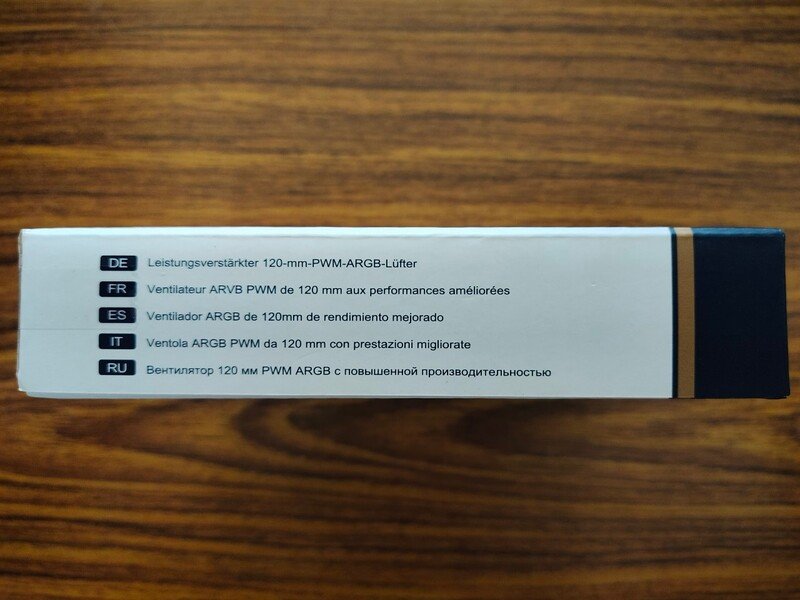 DE Leistungsverstärkter 120-mm-PWM-ARGB-Lüfter
FR Ventilateur ARVB PWM de 120 mm aux performances améliorées
ES Ventilador ARGB de 120mm de rendimiento mejorado
IT Ventola ARGB PWM da 120 mm con prestazioni migliorate
RU Вентилятор 120 мм PWM ARGB с повышенной производительностью